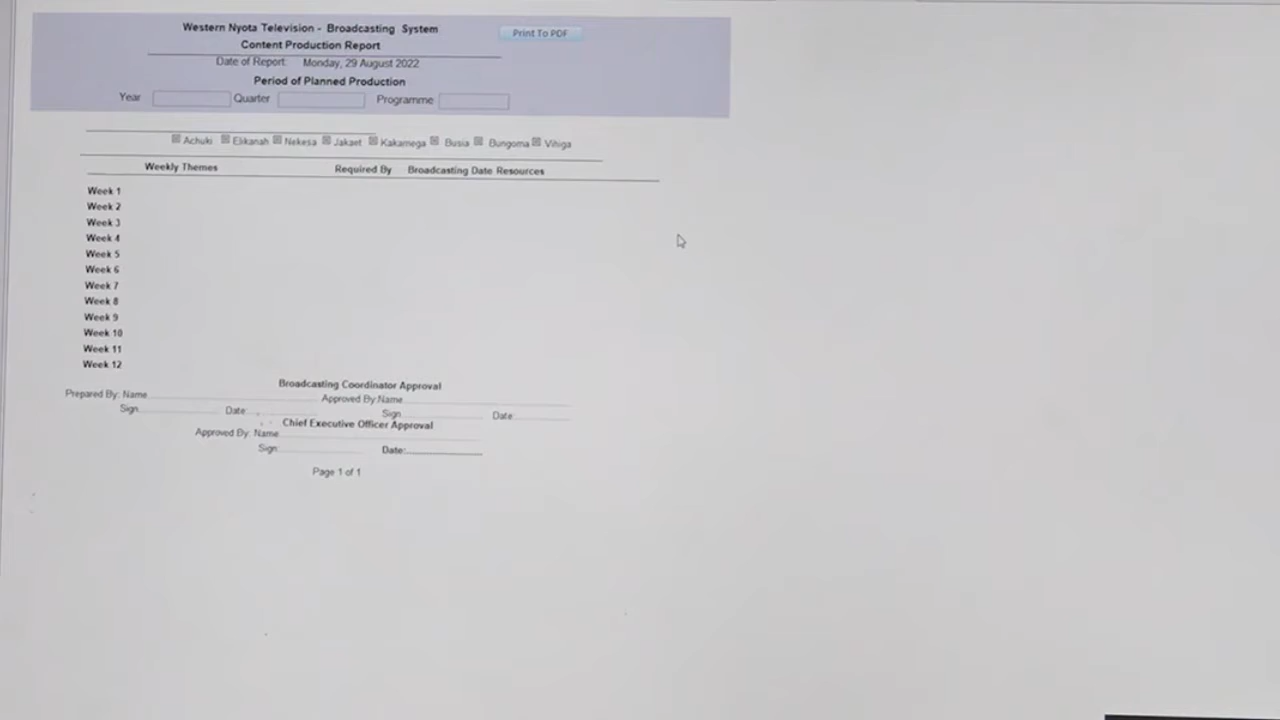 Western Nyota Television - Broadcasting System
Print To PDF
Content Production Report
Date of Report: Monday, 29 August 2022
Period of Planned Production
Year Quarter Programme
Achuki Elikanah Nekesa Jakaet Kakamega Busia Bungoma Vihiga
Weekly Themes Required By Broadcasting Date Resources
Week 1
Week 2
Week 3
Week 4
Week 5
Week 6
Week 7
Week 8
Week 9
Week 10
Week 11
Week 12
Broadcasting Coordinator Approval
Prepared By: Name Approved By:Name
Sign Date: Sign Date:
Chief Executive Officer Approval
Approved By: Name
Sign Date:
Page 1 of 1